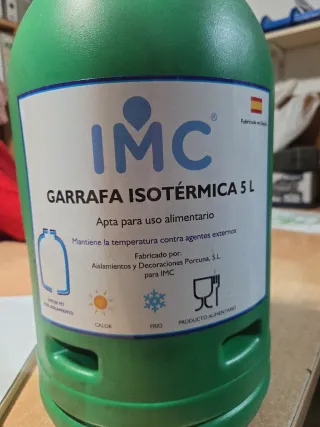 IMC®
Fabricado en España
GARRAFA ISOTÉRMICA 5 L
Apta para uso alimentario
Mantiene la temperatura contra agentes externos
Fabricado por:
Aislamientos y Decoraciones Porcuna, S.L.
para IMC
CALOR
FRIO
PRODUCTO ALIMENTARIO